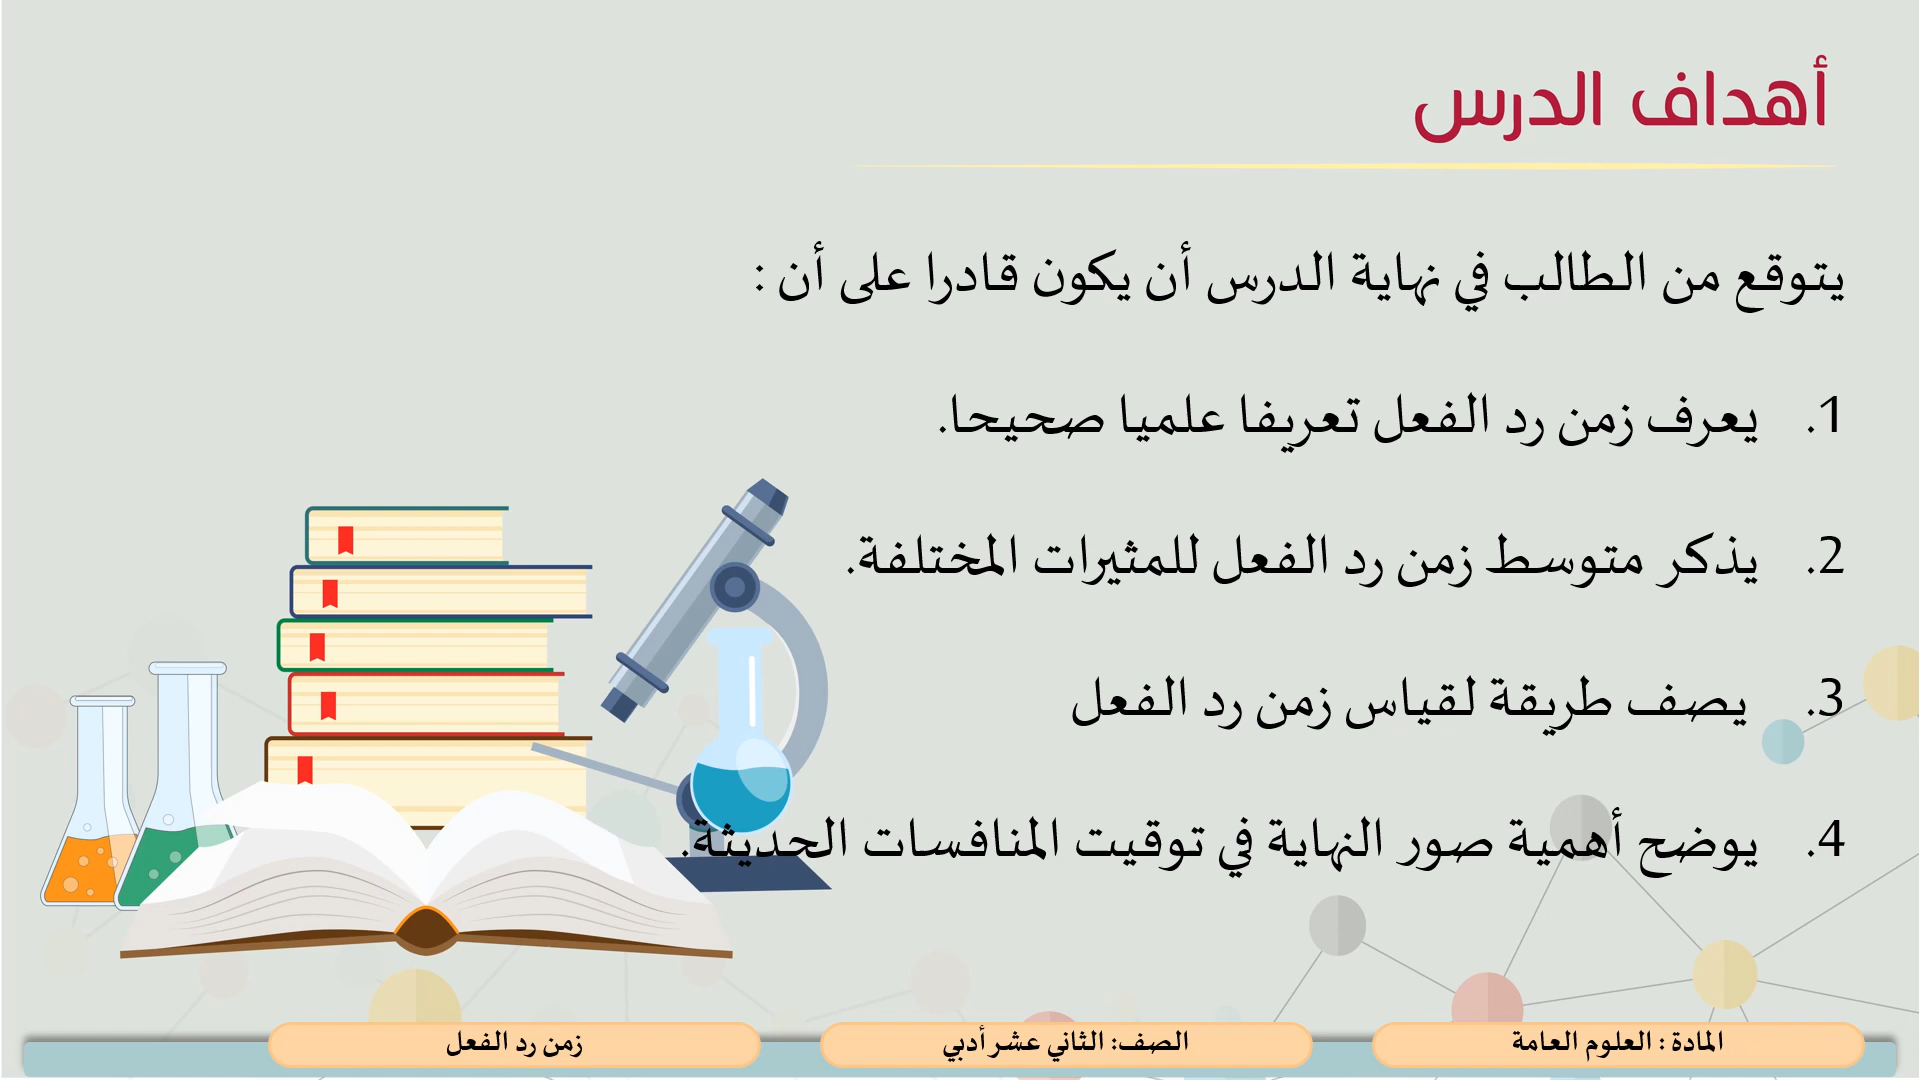 أهداف الدرس
يتوقع من الطالب في نهاية الدرس أن يكون قادرا على أن :
1. يعرف زمن رد الفعل تعريفا علميا صحيحا.
2. يذكر متوسط زمن رد الفعل للمثيرات المختلفة.
3. يصف طريقة لقياس زمن رد الفعل
4. يوضح أهمية صور النهاية في توقيت المنافسات الحديثة.
المادة : العلوم العامة
الصف: الثاني عشر أدبي
زمن رد الفعل